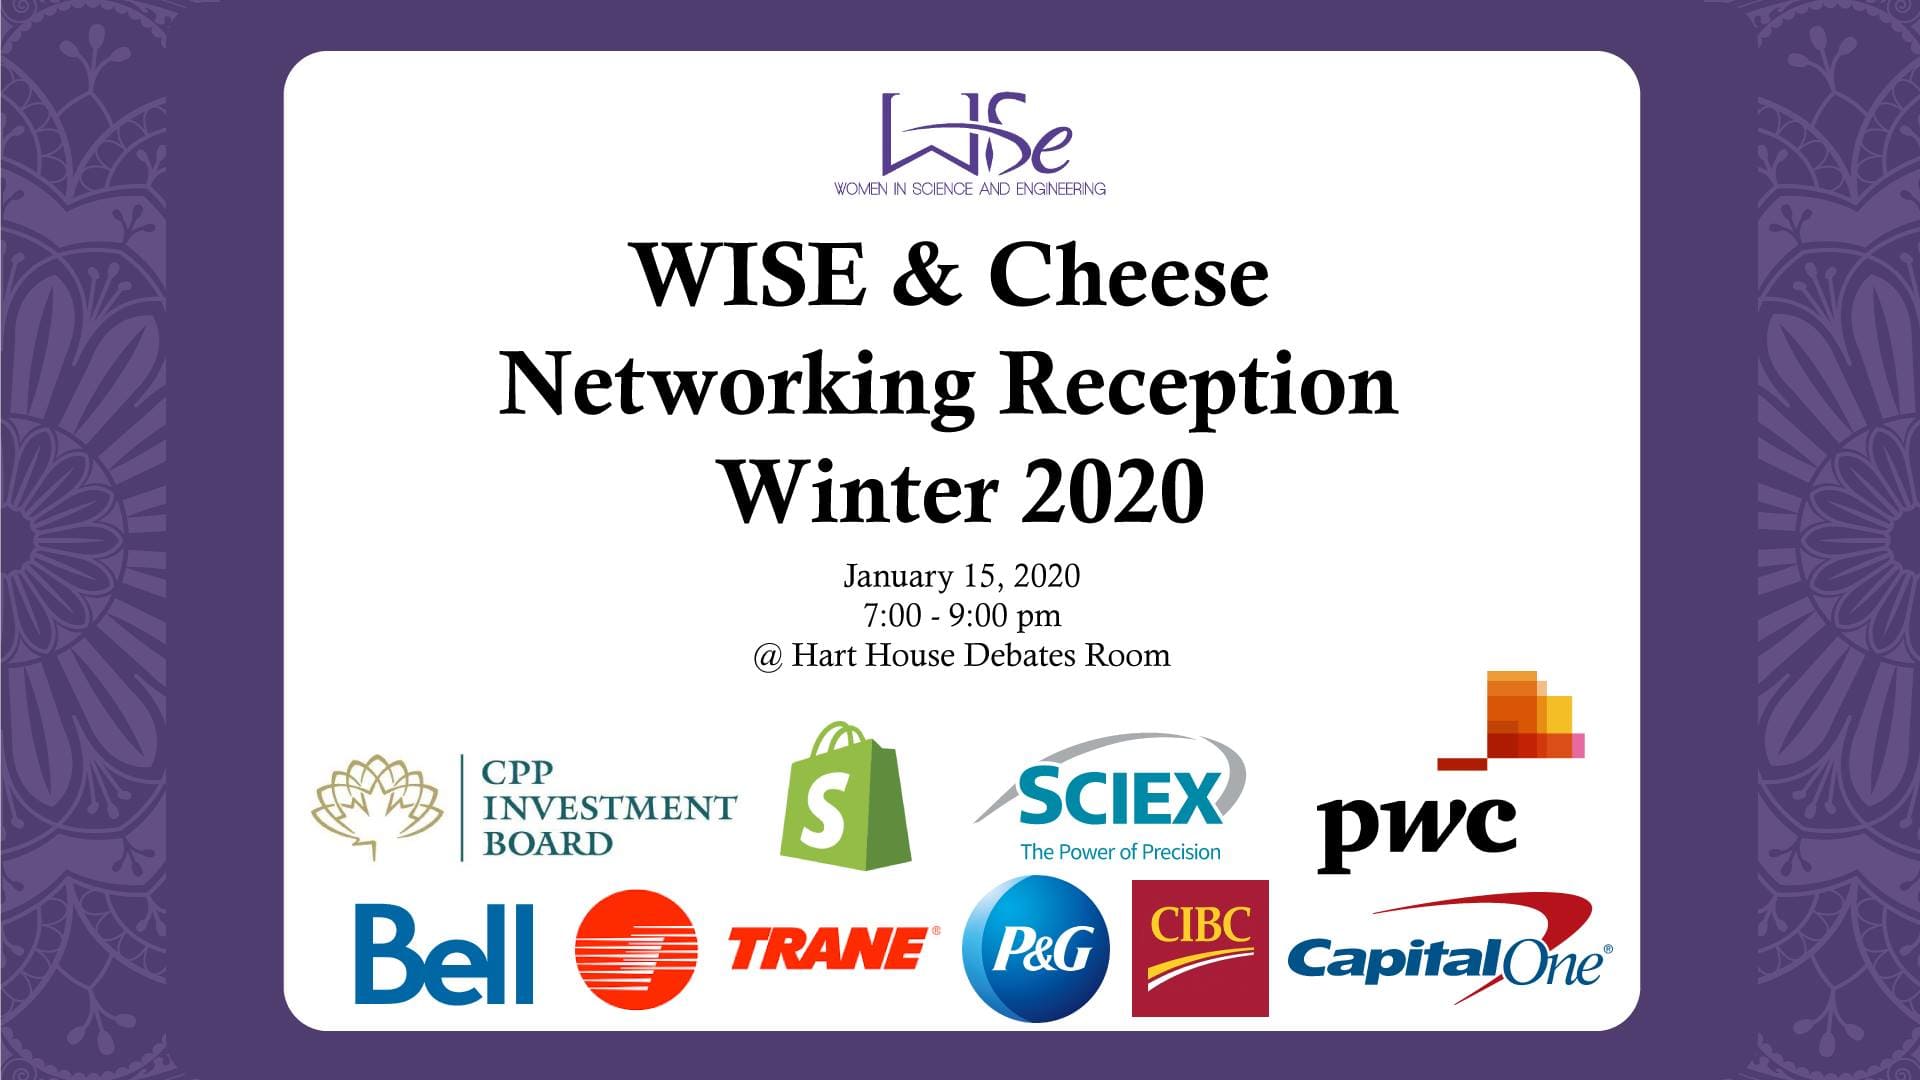 WISe
WOMEN IN SCIENCE AND ENGINEERING
WISE & Cheese
Networking Reception
Winter 2020
January 15, 2020
7:00 - 9:00 pm
@ Hart House Debates Room
CPP
INVESTMENT
BOARD
S
SCIEX
The Power of Precision
pwc
Bell
TRANE®
P&G
CIBC
CapitalOne®